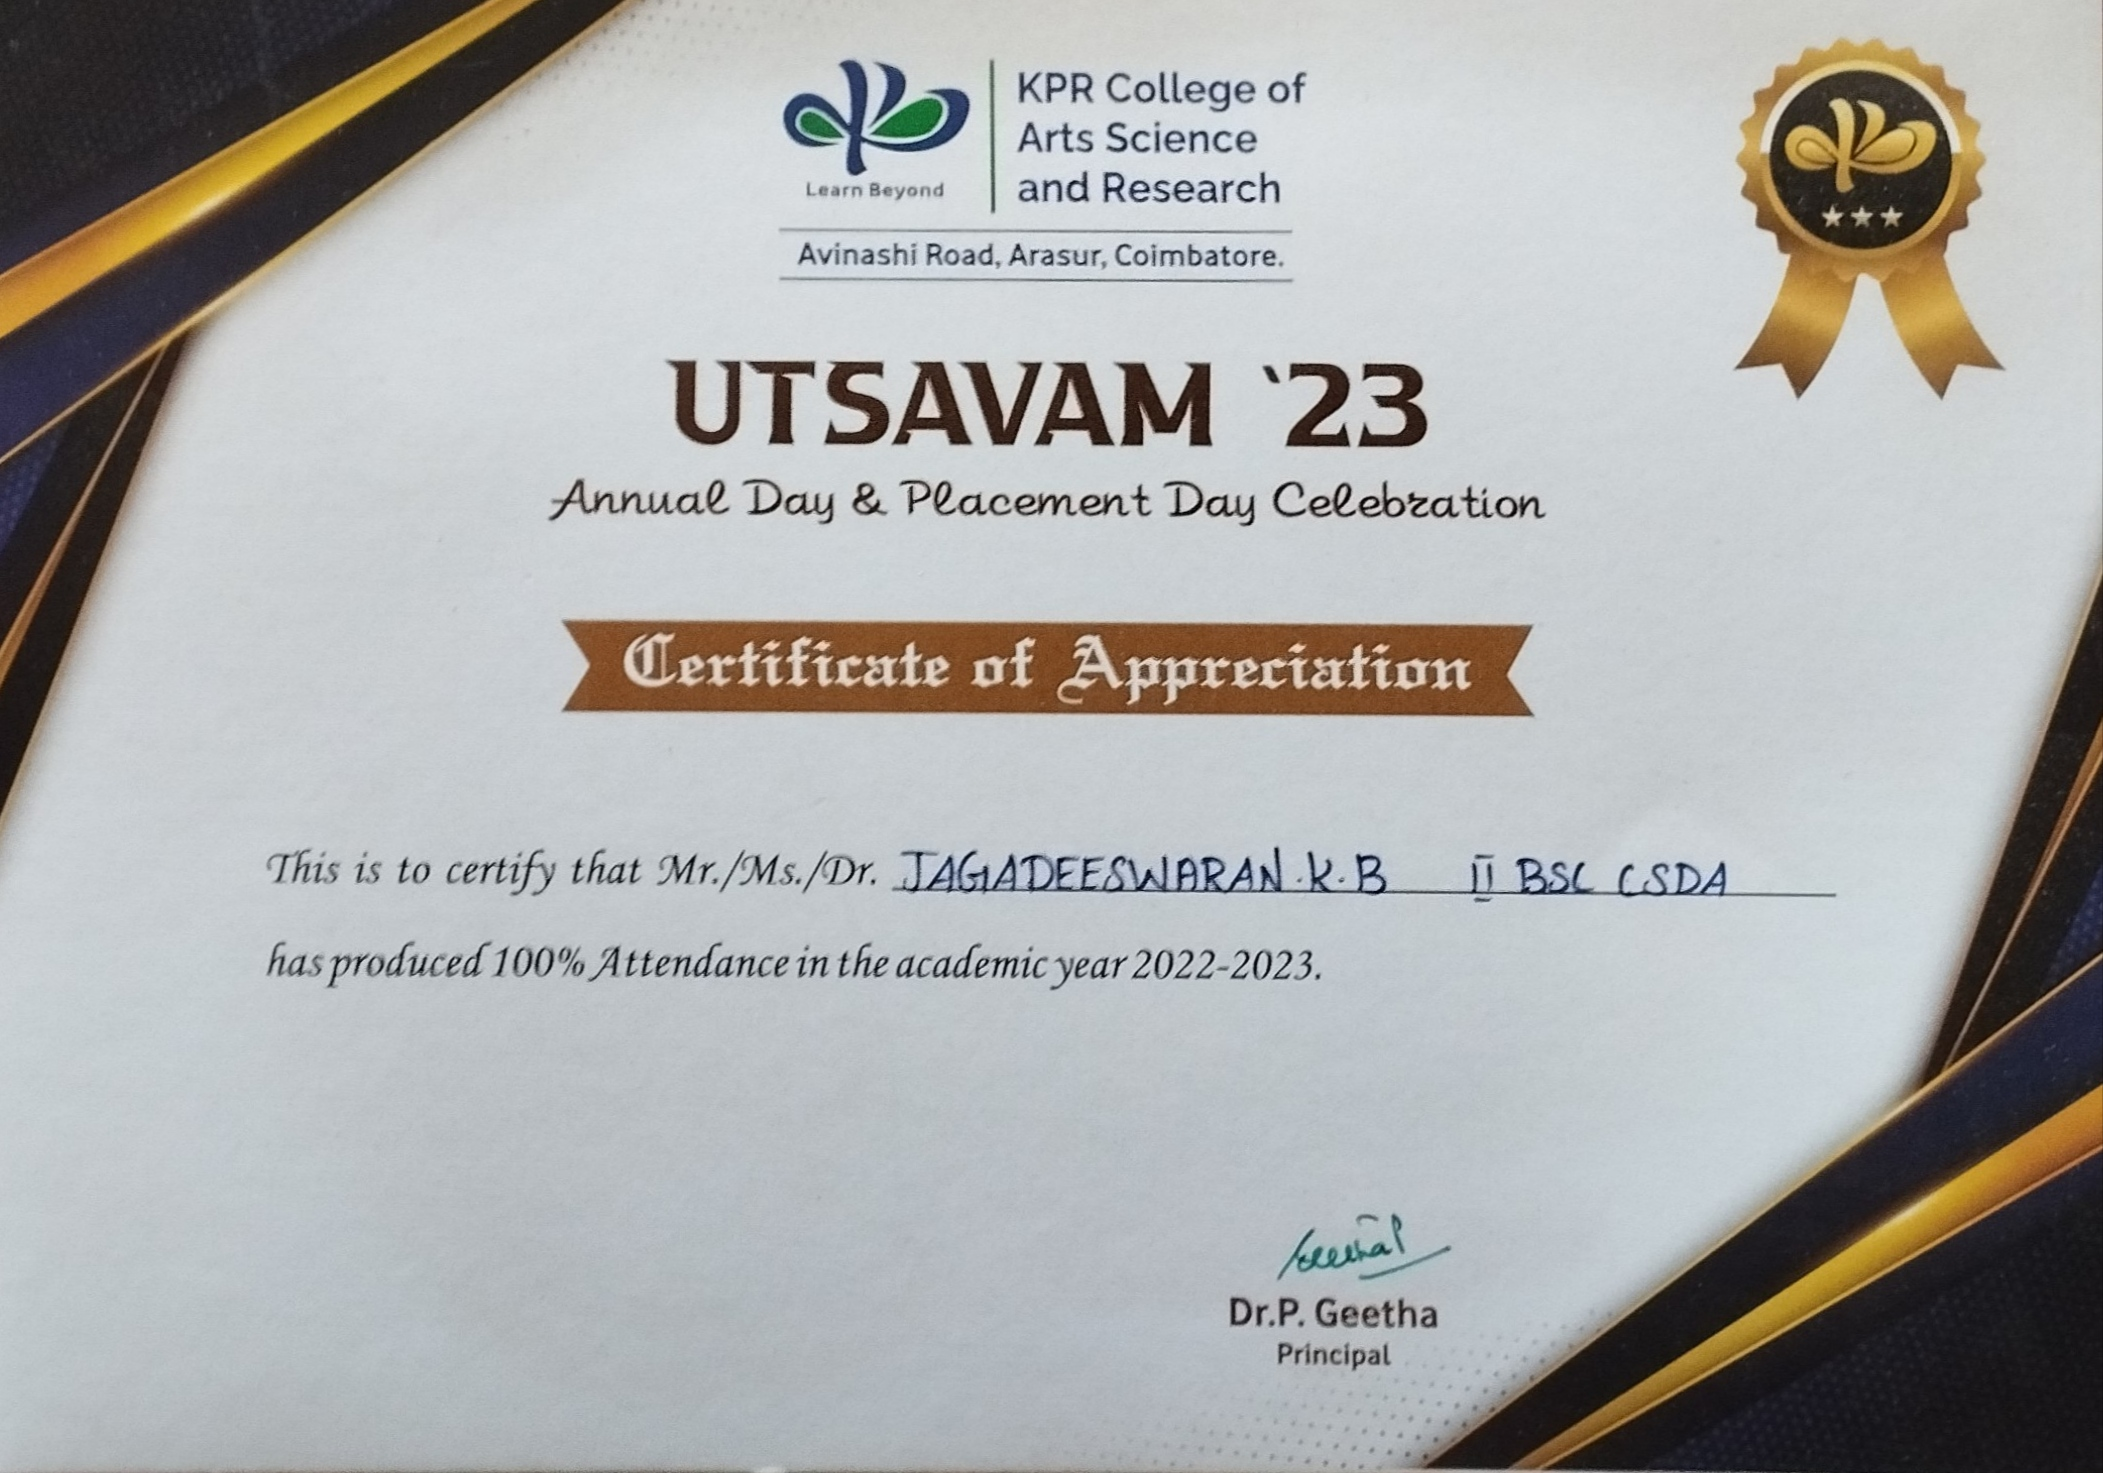 KPR College of
Arts Science
and Research
Learn Beyond
Avinashi Road, Arasur, Coimbatore.
UTSAVAM `23
Annual Day & Placement Day Celebration
Certificate of Appreciation
This is to certify that Mr./Ms./Dr. JAGADEESWARAN.K.B II BSC CSDA
has produced 100% Attendance in the academic year 2022-2023.
Dr.P. Geetha
Principal